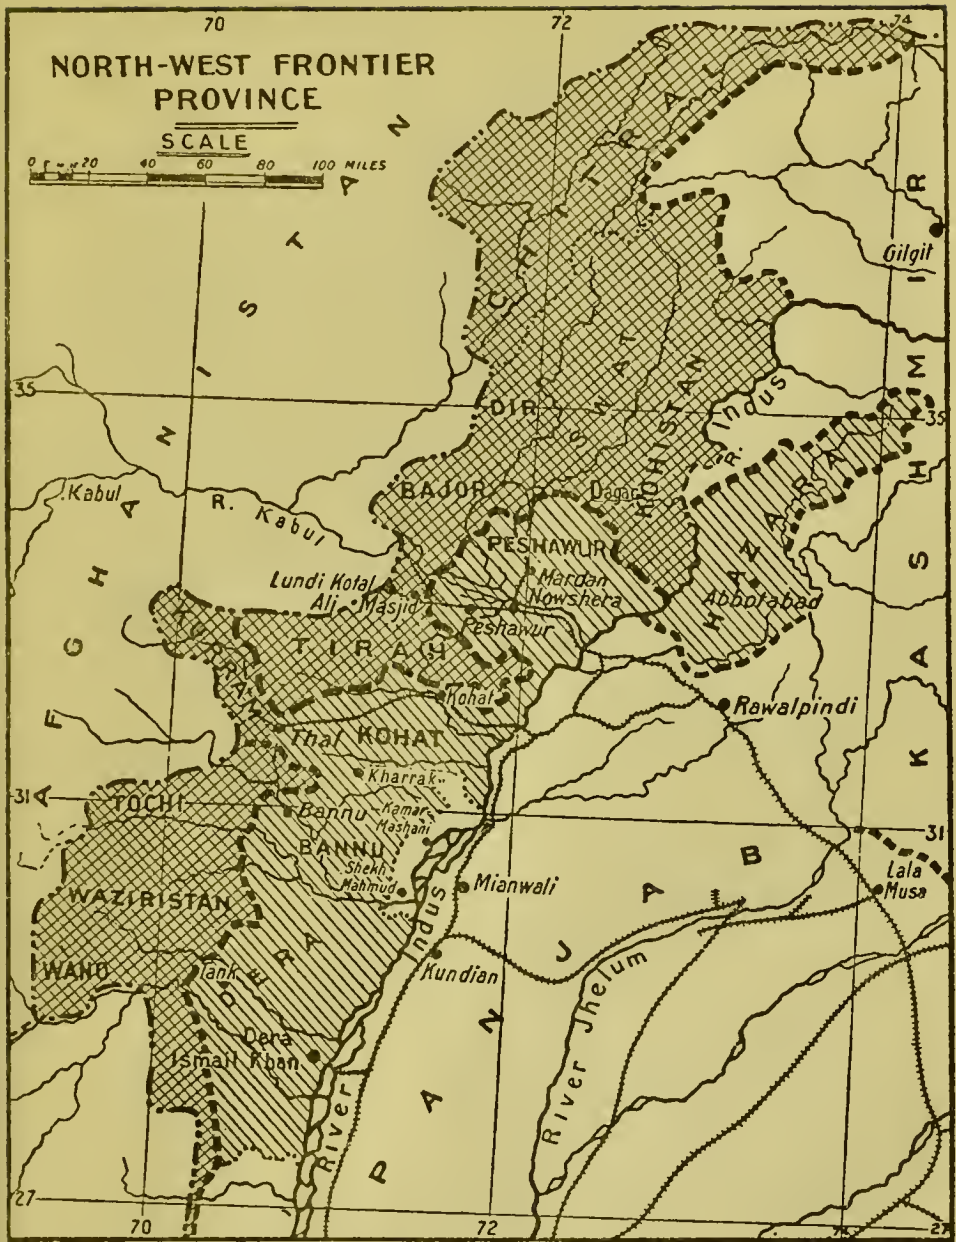 70
72
74
NORTH-WEST FRONTIER
PROVINCE
SCALE
0
20
40
60
80
100 MILES
AFGHANISTAN
CHITRAL
Gilgit
KASHMIR
35
DIR
SWAT
KOHISTAN
R. Indus
35
BAJOR
Dagar
HAZARA
Kabul
R. Kabul
PESHAWUR
Mardan
Nowshera
Lundi Kotal
Ali Masjid
Peshawur
Abbotabad
TIRAH
KURRAM
Kohat
Rawalpindi
Thal
KOHAT
Kharrak
31
TOCHI
Bannu
Kamar
Mashani
31
BANNU
Shekh
Mahmud
Mianwali
Lala
Musa
WAZIRISTAN
WANO
Tank
DERA
Kundian
PANJAB
Dera
Ismail Khan
River Indus
River Jhelum
27
70
72
74
27